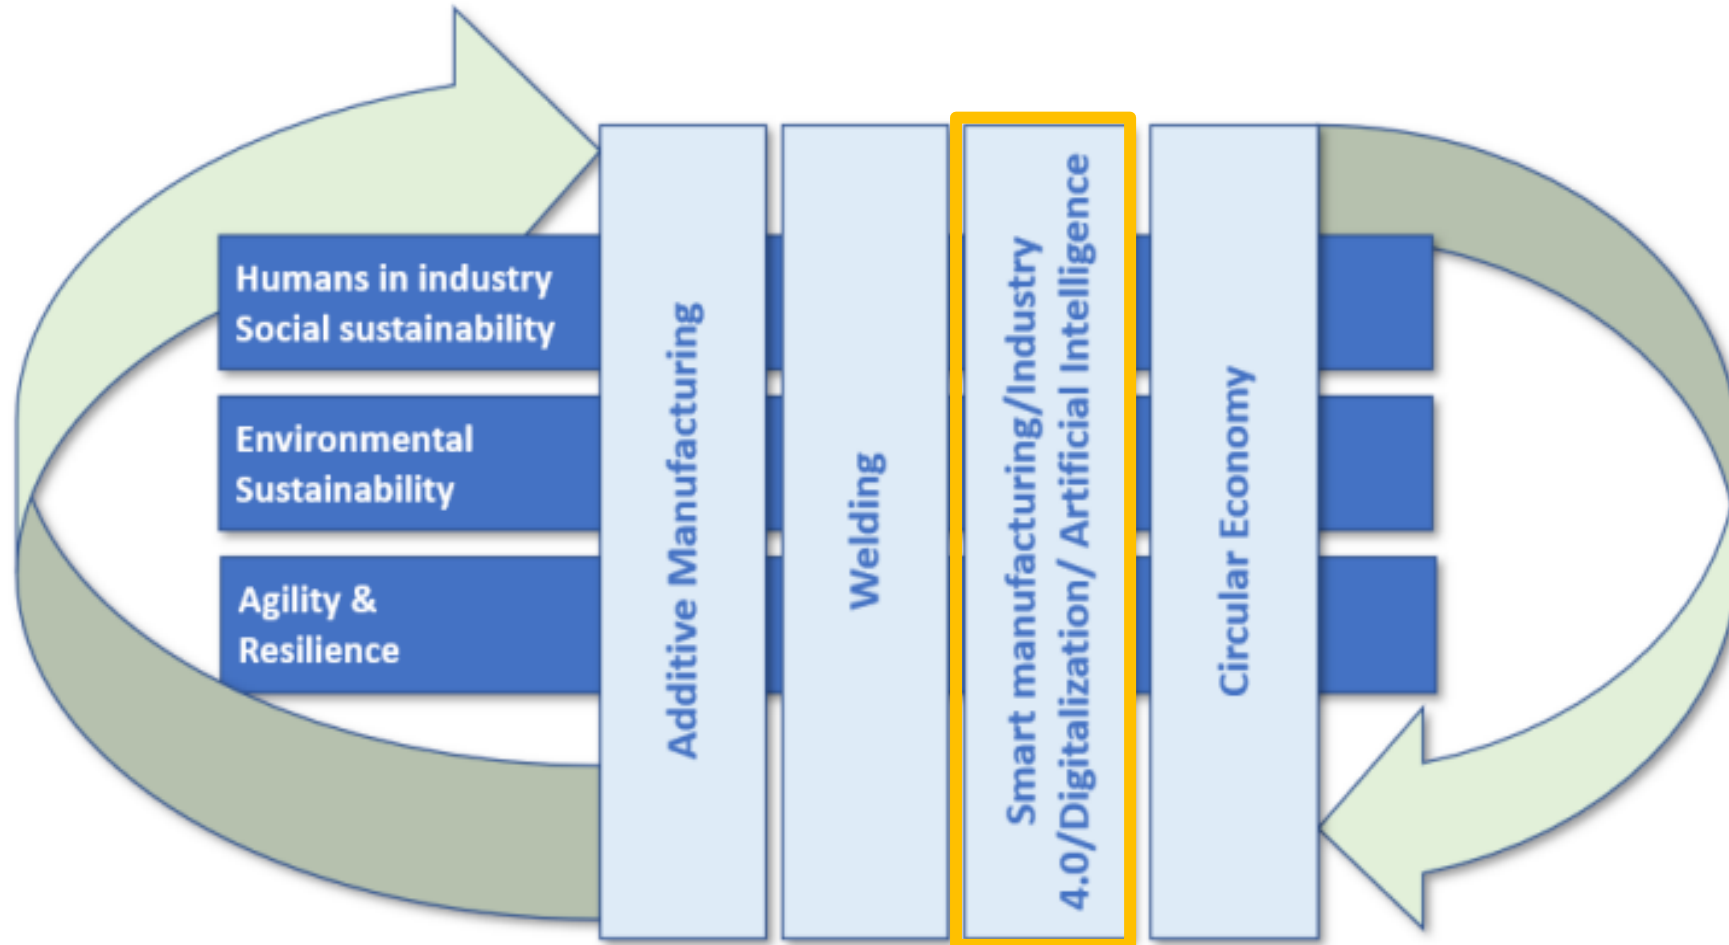 Humans in industry
Social sustainability
Environmental
Sustainability
Agility &
Resilience
Additive Manufacturing
Welding
Smart manufacturing/Industry
4.0/Digitalization/ Artificial Intelligence
Circular Economy